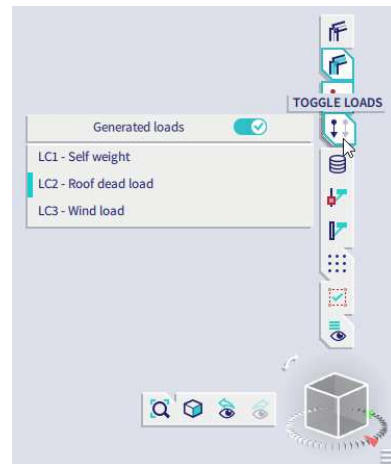 TOGGLE LOADS
Generated loads
LC1 - Self weight
LC2 - Roof dead load
LC3 - Wind load